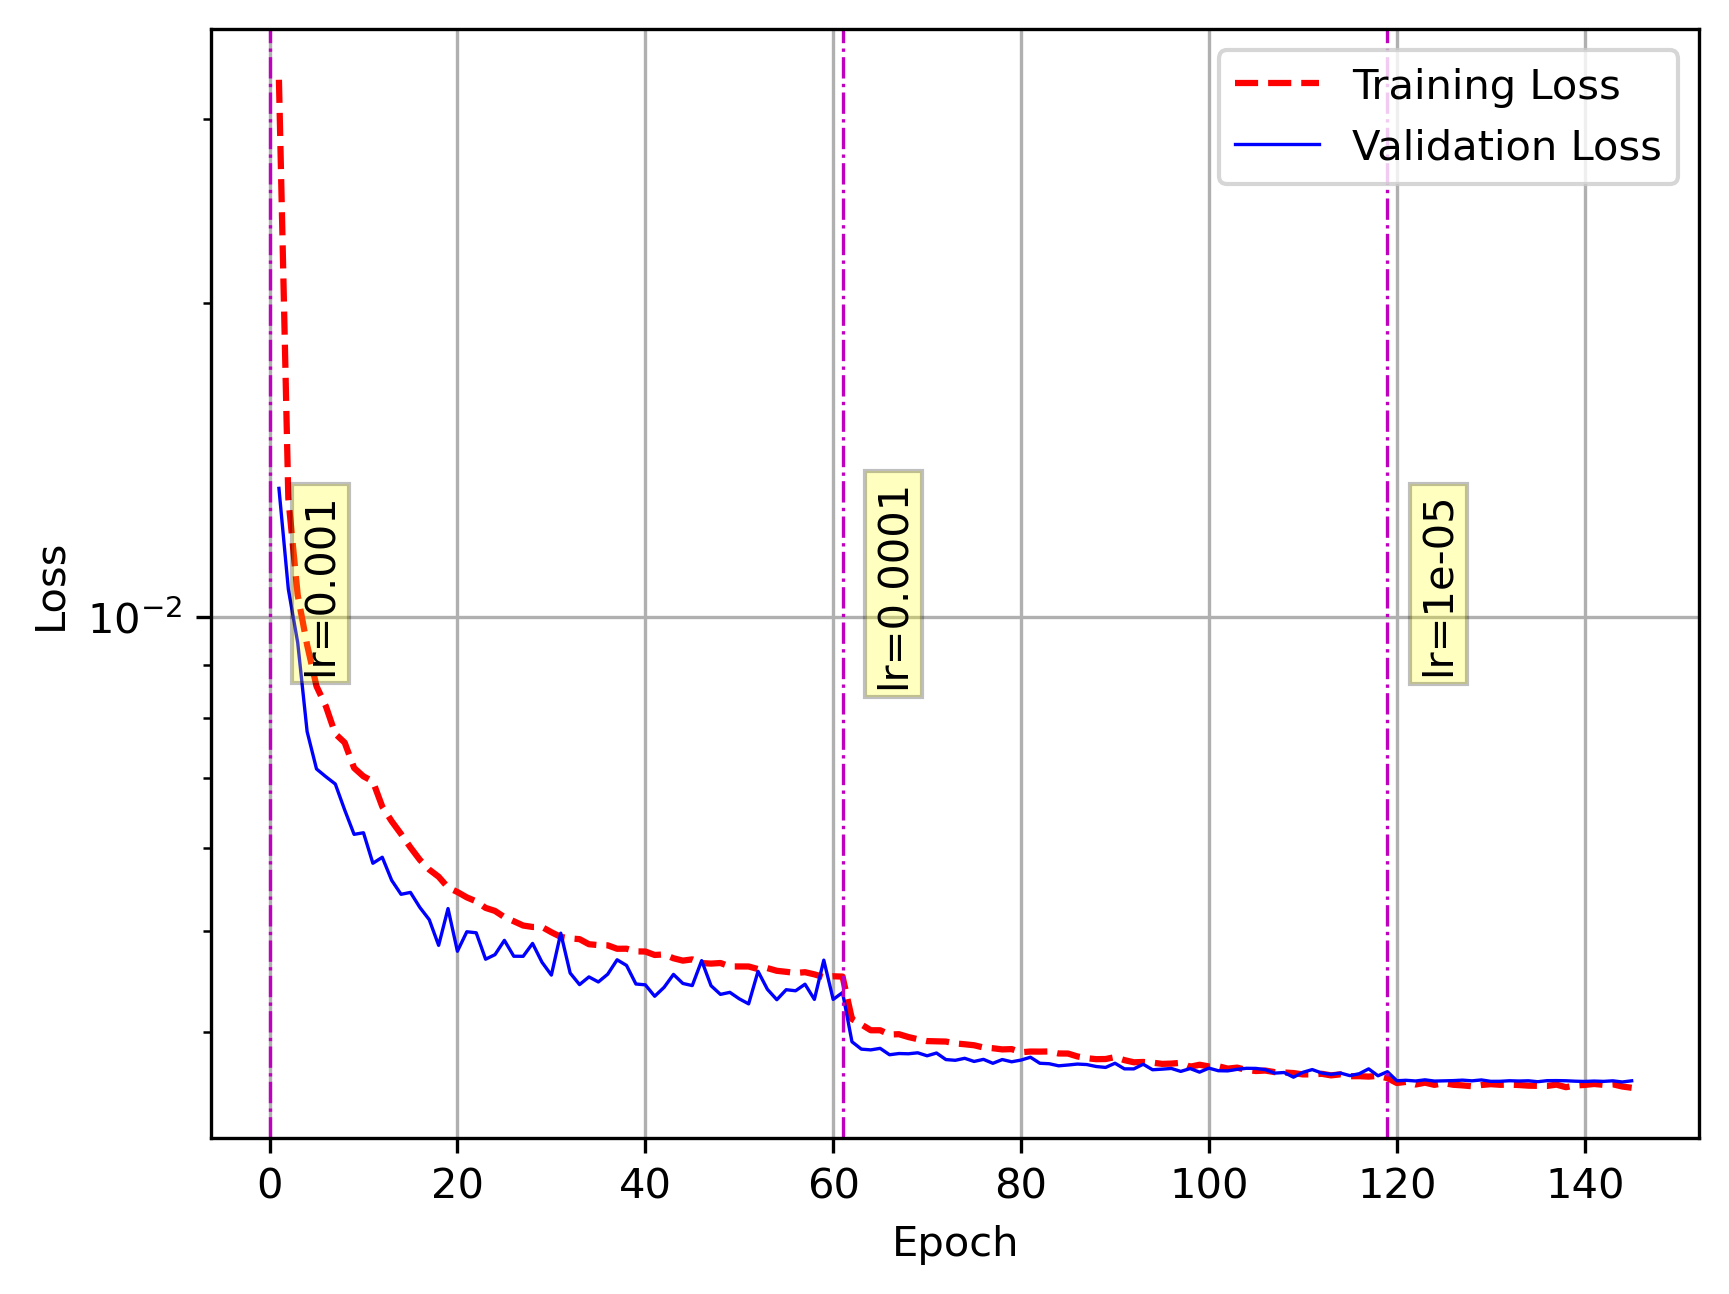 Training Loss
Validation Loss
lr=0.001
lr=0.0001
lr=1e-05
Loss
10⁻²
0 20 40 60 80 100 120 140
Epoch